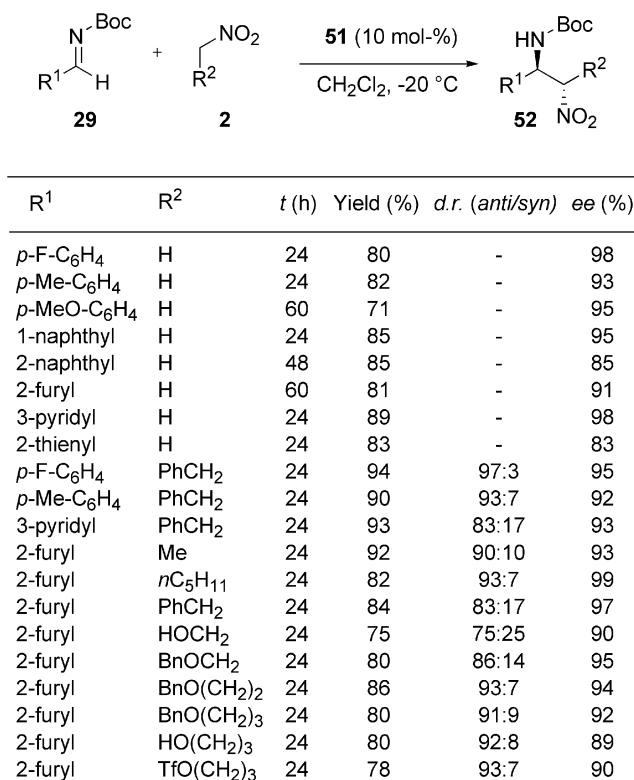 N Boc
R1 H
29
+
NO2
R2
2
51 (10 mol-%)
CH2Cl2, -20 °C
HN Boc
R1 R2
NO2
52
R1 R2 t (h) Yield (%) d.r. (anti/syn) ee (%)
p-F-C6H4 H 24 80 - 98
p-Me-C6H4 H 24 82 - 93
p-MeO-C6H4 H 60 71 - 95
1-naphthyl H 24 85 - 95
2-naphthyl H 48 85 - 85
2-furyl H 60 81 - 91
3-pyridyl H 24 89 - 98
2-thienyl H 24 83 - 83
p-F-C6H4 PhCH2 24 94 97:3 95
p-Me-C6H4 PhCH2 24 90 93:7 92
3-pyridyl PhCH2 24 93 83:17 93
2-furyl Me 24 92 90:10 93
2-furyl nC5H11 24 82 93:7 99
2-furyl PhCH2 24 84 83:17 97
2-furyl HOCH2 24 75 75:25 90
2-furyl BnOCH2 24 80 86:14 95
2-furyl BnO(CH2)2 24 86 93:7 94
2-furyl BnO(CH2)3 24 80 91:9 92
2-furyl HO(CH2)3 24 80 92:8 89
2-furyl TfO(CH2)3 24 78 93:7 90